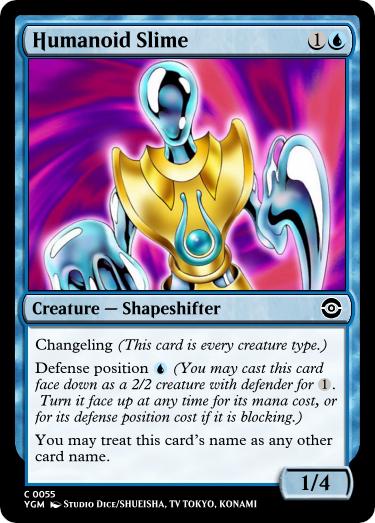 Humanoid Slime 1
Creature — Shapeshifter
Changeling (This card is every creature type.)
Defense position (You may cast this card
face down as a 2/2 creature with defender for 1.
Turn it face up at any time for its mana cost, or
for its defense position cost if it is blocking.)
You may treat this card's name as any other
card name.
1/4
C 0055
YGM Studio Dice/SHUEISHA, TV TOKYO, KONAMI